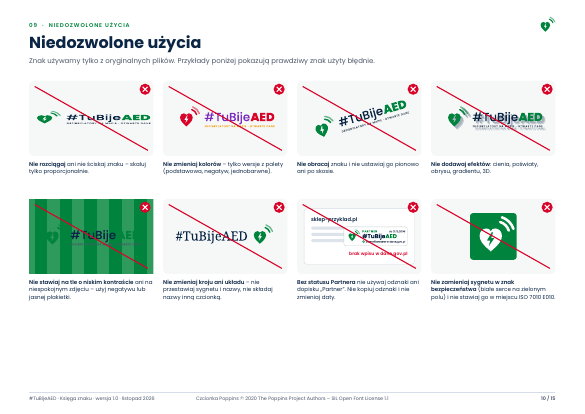 09 · NIEDOZWOLONE UŻYCIA
Niedozwolone użycia
Znak używamy tylko z oryginalnych plików. Przykłady poniżej pokazują prawdziwy znak użyty błędnie.
#TuBijeAED
#TuBijeAED
#TuBijeAED
#TuBijeAED
Nie rozciągaj ani nie ściskaj znaku – skaluj
tylko proporcjonalnie.
Nie zmieniaj kolorów – tylko wersje z palety
(podstawowa, negatyw, jednobarwne).
Nie obracaj znaku i nie ustawiaj go pionowo
ani po skosie.
Nie dodawaj efektów: cienia, poświaty,
obrysu, gradientu, 3D.
#TuBijeAED
#TuBijeAED
sklep-przyklad.pl
PARTNER
#TuBijeAED
brak wpisu w dane.gov.pl
Nie stawiaj na tle o niskim kontraście ani na
niespokojnym zdjęciu – użyj negatywu lub
jasnej plakietki.
Nie zmieniaj kroju ani układu – nie
przestawiaj sygnetu i nazwy, nie składaj
nazwy inną czcionką.
Bez statusu Partnera nie używaj odznaki ani
dopisku „Partner”. Nie kopiuj odznaki i nie
zmieniaj daty.
Nie zamieniaj sygnetu w znak
bezpieczeństwa (białe serce na zielonym
polu) i nie stawiaj go w miejscu ISO 7010 E010.
#TuBijeAED · Księga znaku · wersja 1.0 · listopad 2026
Czcionka Poppins © 2020 The Poppins Project Authors — SIL Open Font License 1.1
10 / 15